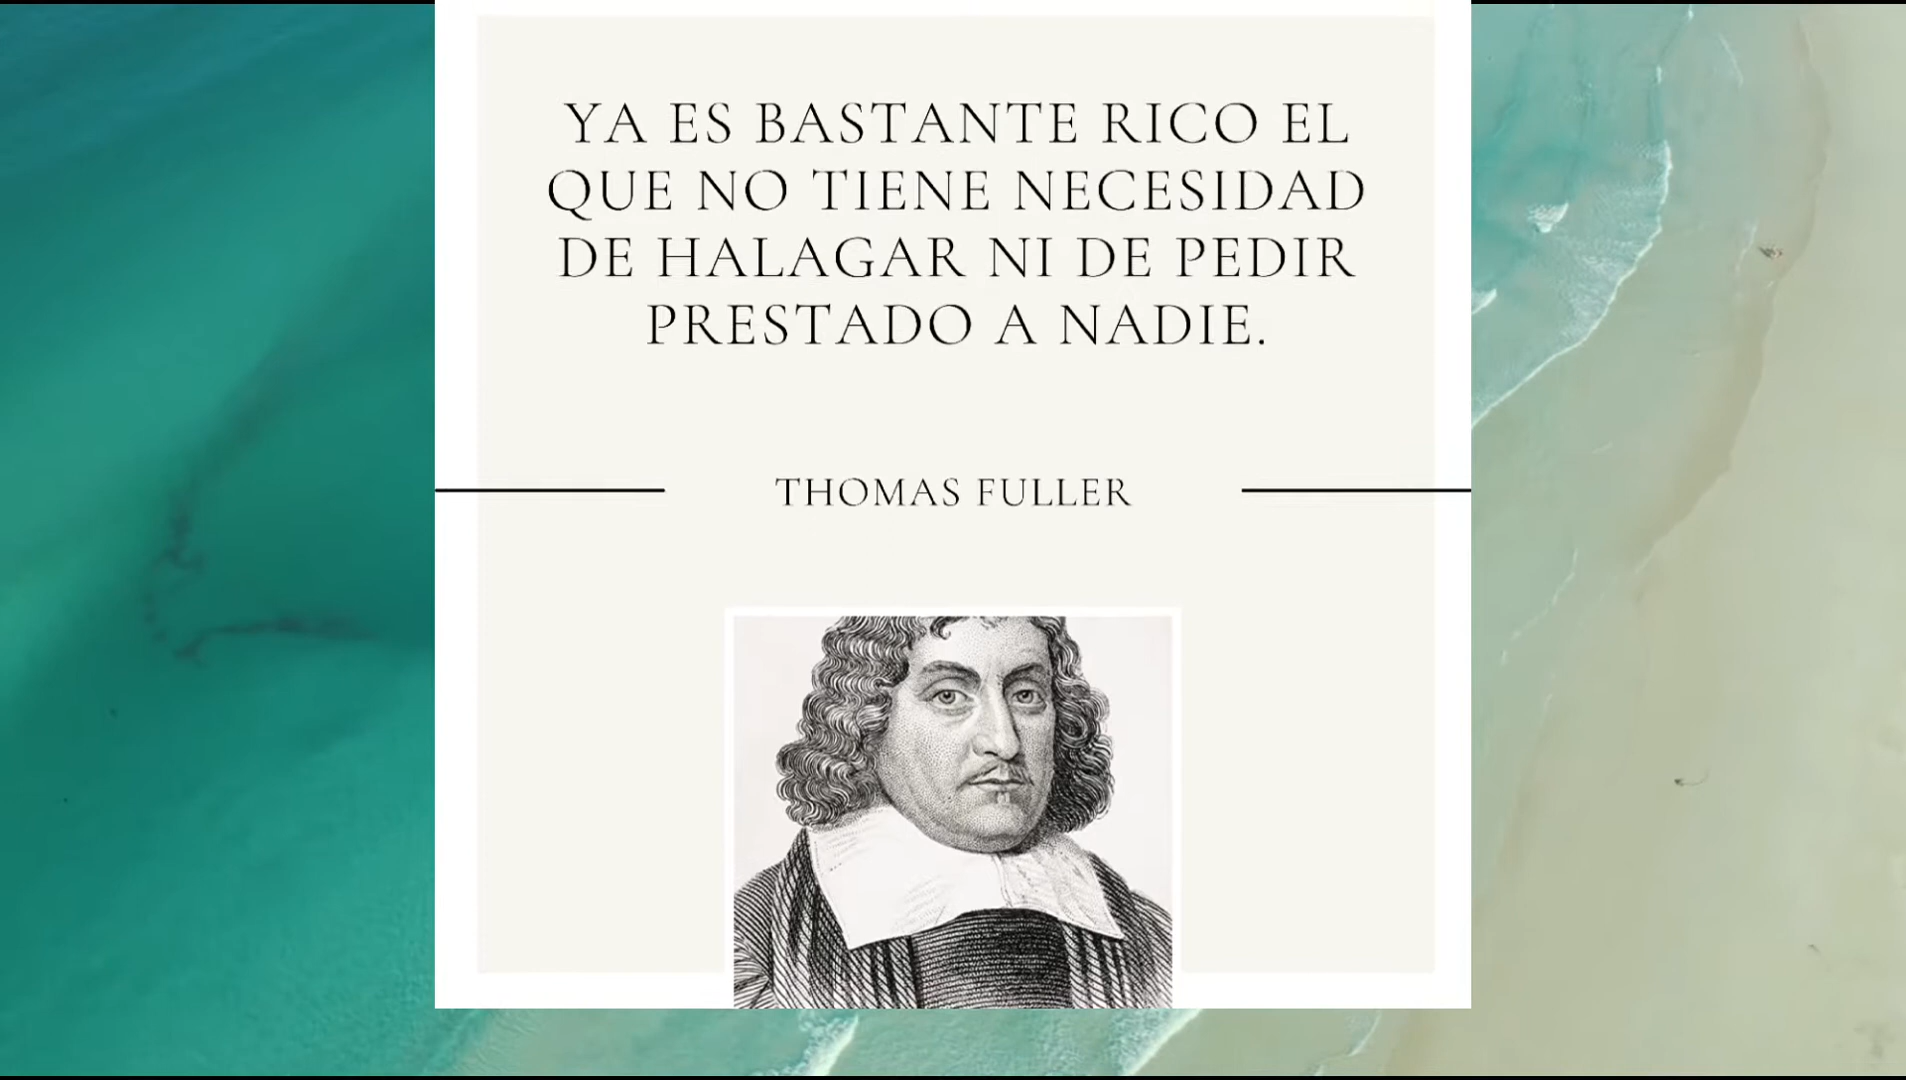 YA ES BASTANTE RICO EL
QUE NO TIENE NECESIDAD
DE HALAGAR NI DE PEDIR
PRESTADO A NADIE.
THOMAS FULLER